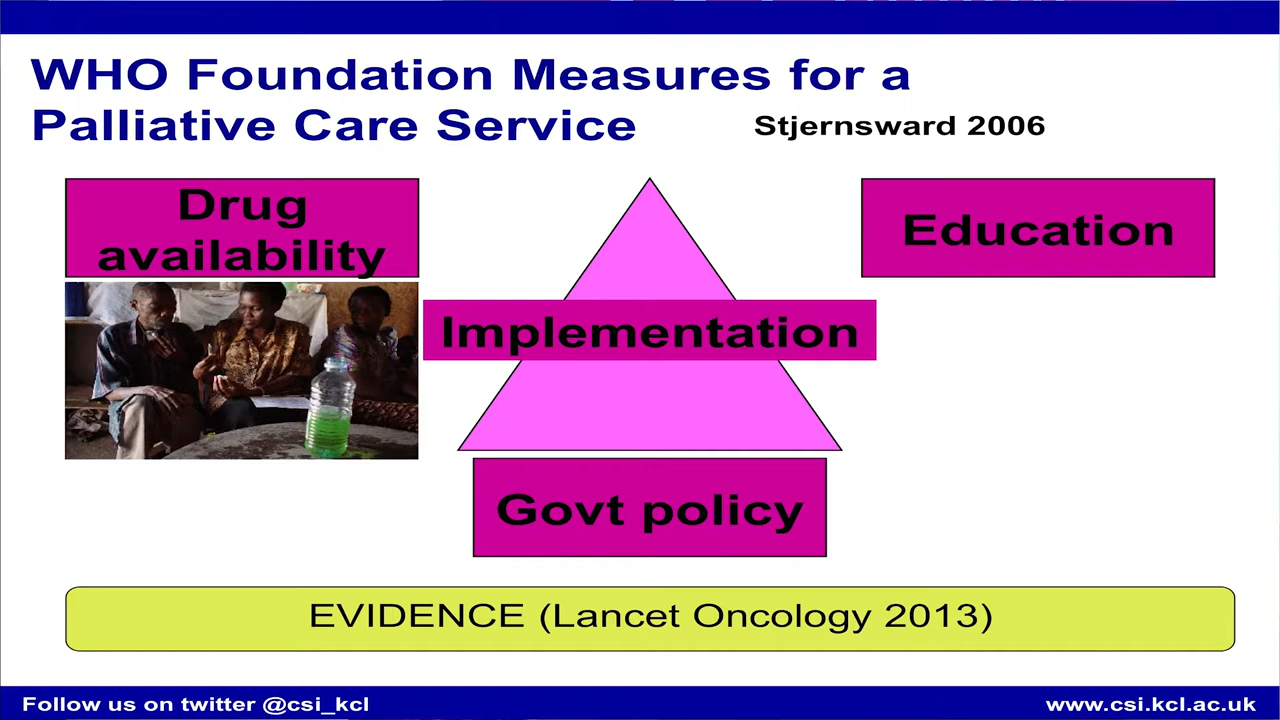 WHO Foundation Measures for a
Palliative Care Service
Stjernsward 2006
Drug
availability
Education
Implementation
Govt policy
EVIDENCE (Lancet Oncology 2013)
Follow us on twitter @csi_kcl
www.csi.kcl.ac.uk